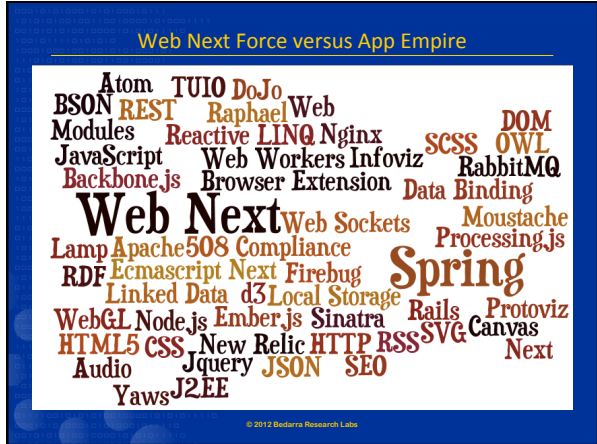 Web Next Force versus App Empire
Atom TUIO DoJo
BSON REST Raphael Web
DOM
Modules Reactive LINQ Nginx SCSS OWL
JavaScript Web Workers Infoviz RabbitMQ
Backbone.js Browser Extension Data Binding
Web Next Web Sockets Moustache
Processing.js
Lamp Apache 508 Compliance
RDF Ecmascript Next Firebug Spring
Linked Data d3 Local Storage
WebGL Node.js Ember.js Sinatra Rails Protoviz
HTML5 CSS New Relic HTTP RSS SVG Canvas
Audio Jquery JSON SEO Next
Yaws J2EE
© 2012 Bedarra Research Labs